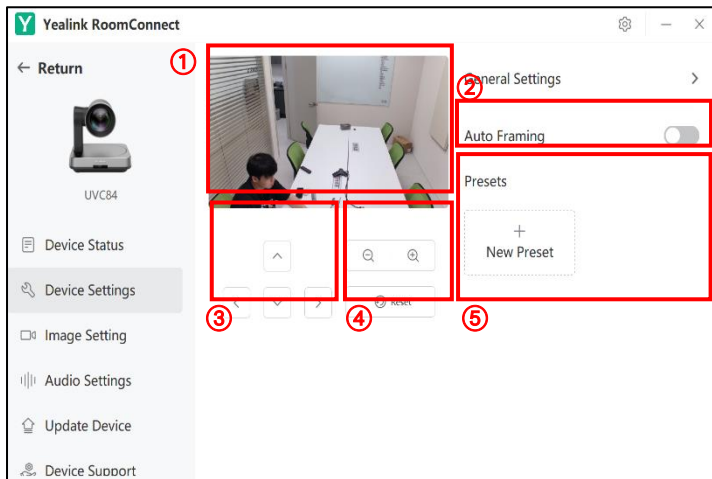 Y Yealink RoomConnect
← Return
①
General Settings
②
Auto Framing
UVC84
Presets
+
New Preset
Device Status
Device Settings
③
④
Reset
⑤
Image Setting
Audio Settings
Update Device
Device Support